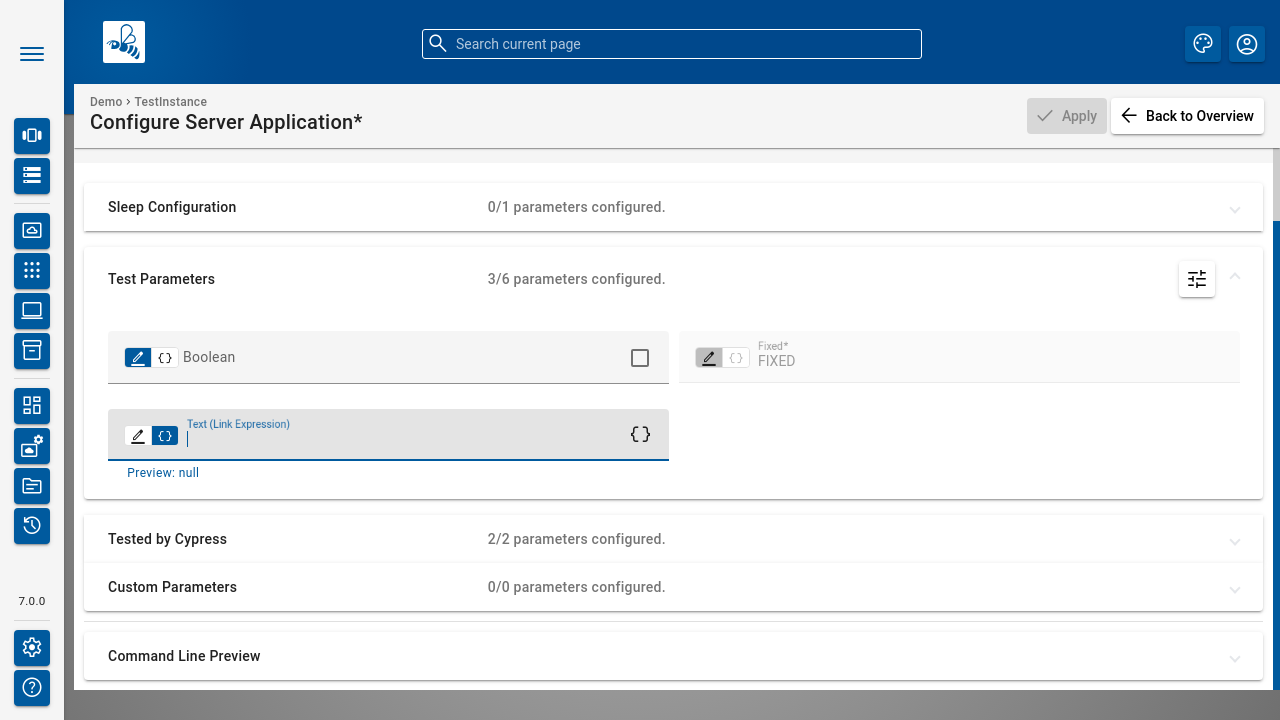 Search current page
Demo › TestInstance
Configure Server Application*
Apply
Back to Overview
Sleep Configuration
0/1 parameters configured.
Test Parameters
3/6 parameters configured.
{} Boolean
{} Fixed*
FIXED
{} Text (Link Expression) {}
Preview: null
Tested by Cypress
2/2 parameters configured.
Custom Parameters
0/0 parameters configured.
Command Line Preview
7.0.0